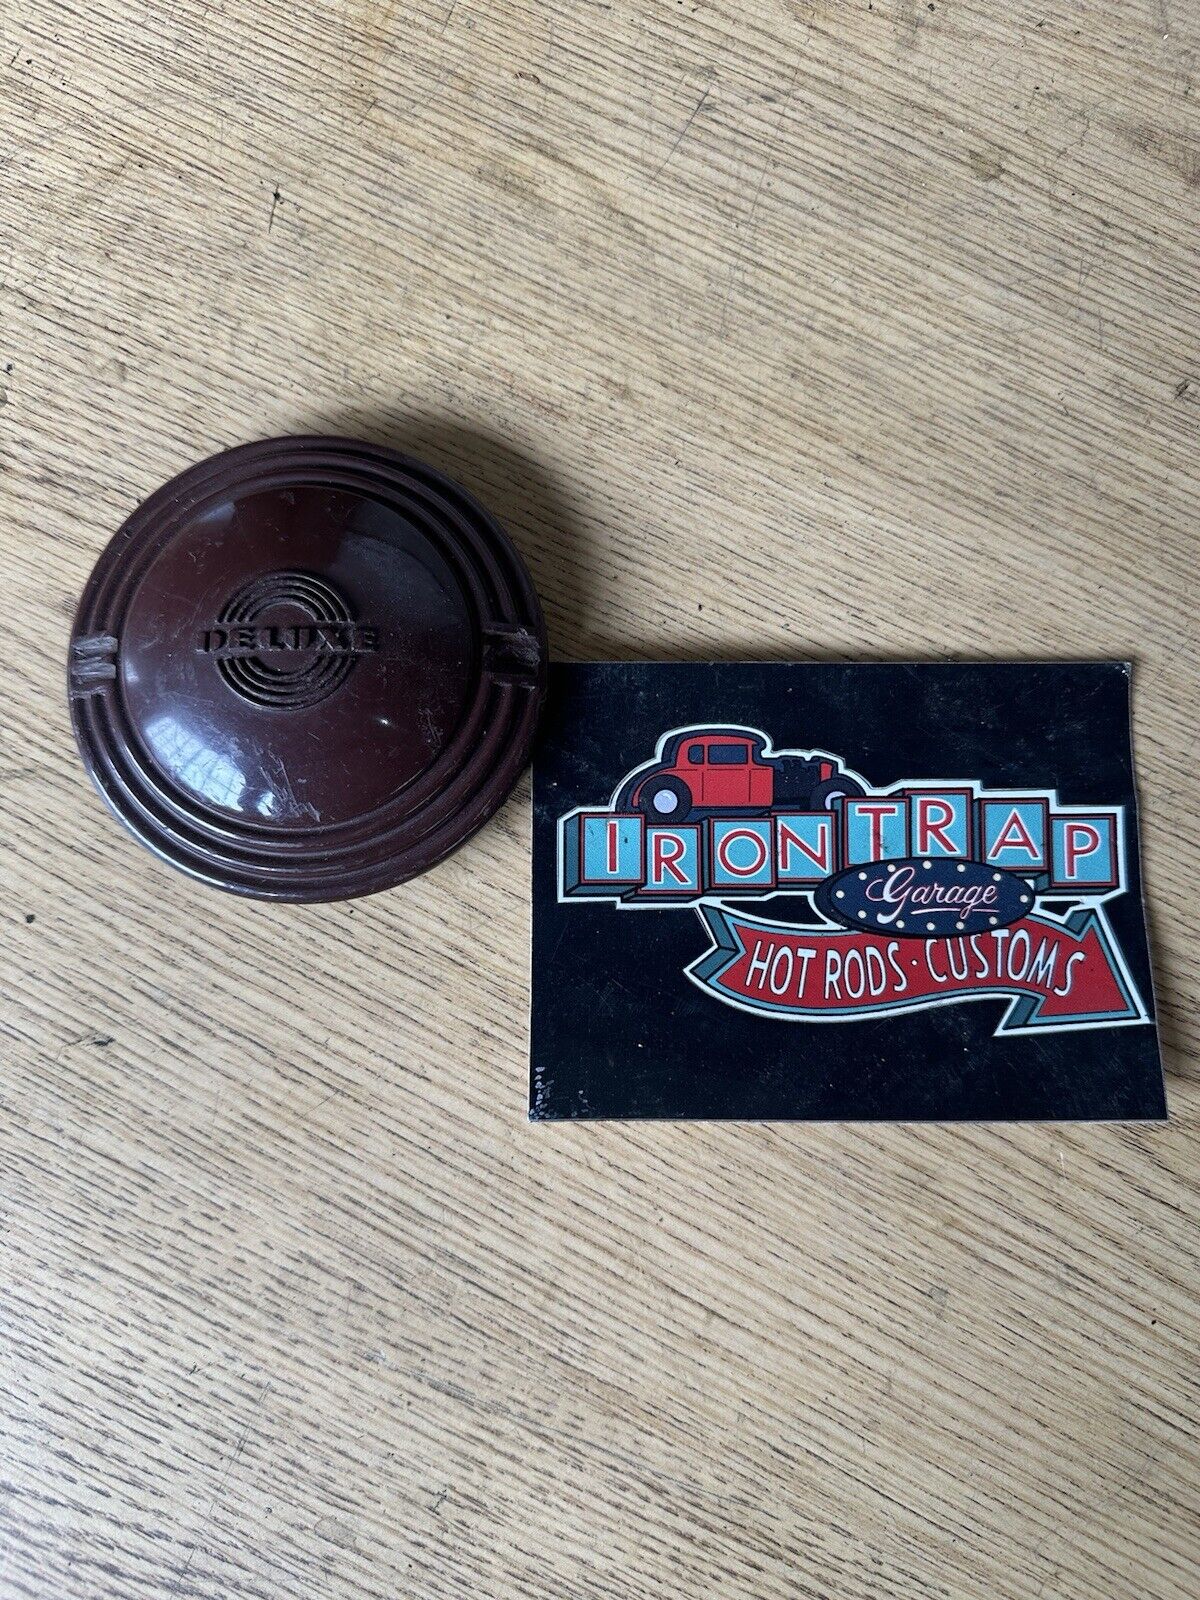 DELUXE
IRONTRAP
Garage
HOT RODS · CUSTOMS